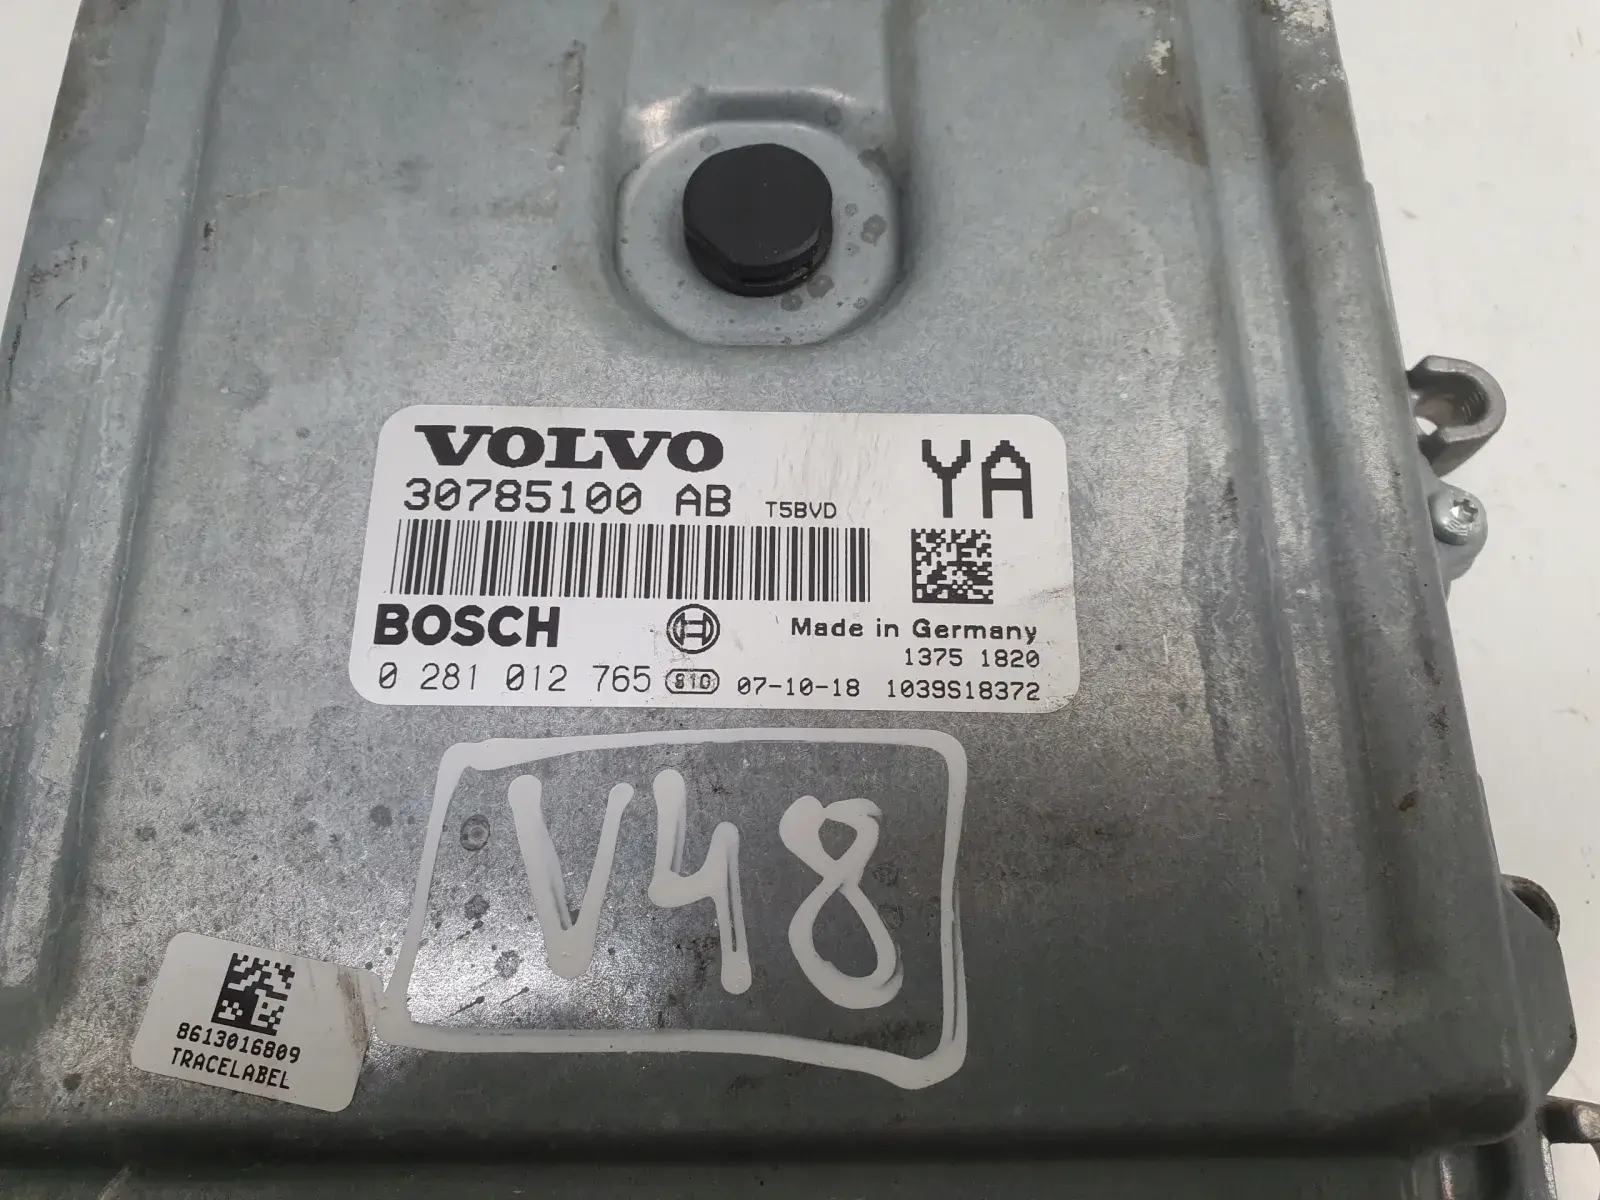 VOLVO
30785100 AB T5BVD YA
BOSCH
Made in Germany
1375 1820
0 281 012 765 810 07-10-18 1039S18372
V48
8613016809
TRACELABEL